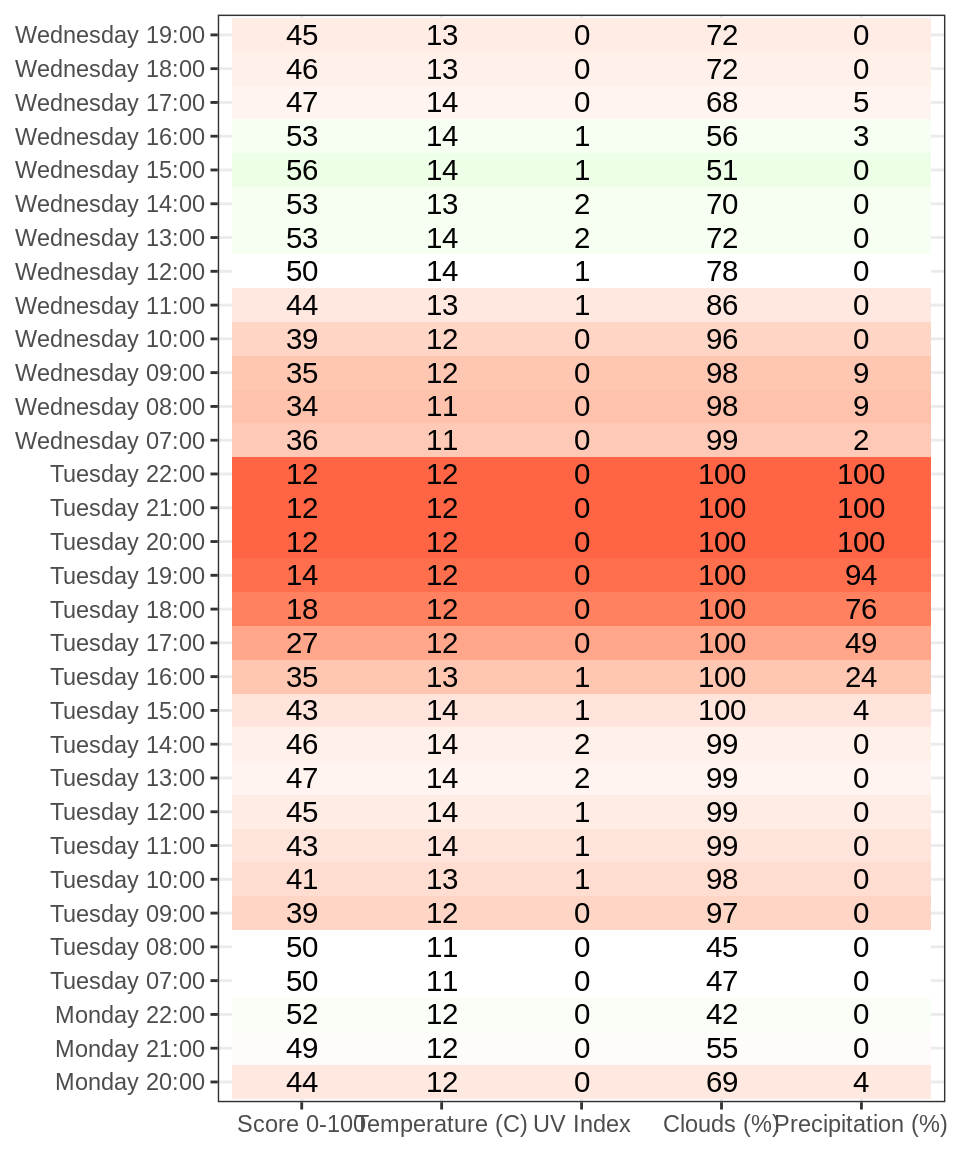 Wednesday 19:00 45 13 0 72 0
Wednesday 18:00 46 13 0 72 0
Wednesday 17:00 47 14 0 68 5
Wednesday 16:00 53 14 1 56 3
Wednesday 15:00 56 14 1 51 0
Wednesday 14:00 53 13 2 70 0
Wednesday 13:00 53 14 2 72 0
Wednesday 12:00 50 14 1 78 0
Wednesday 11:00 44 13 1 86 0
Wednesday 10:00 39 12 0 96 0
Wednesday 09:00 35 12 0 98 9
Wednesday 08:00 34 11 0 98 9
Wednesday 07:00 36 11 0 99 2
Tuesday 22:00 12 12 0 100 100
Tuesday 21:00 12 12 0 100 100
Tuesday 20:00 12 12 0 100 100
Tuesday 19:00 14 12 0 100 94
Tuesday 18:00 18 12 0 100 76
Tuesday 17:00 27 12 0 100 49
Tuesday 16:00 35 13 1 100 24
Tuesday 15:00 43 14 1 100 4
Tuesday 14:00 46 14 2 99 0
Tuesday 13:00 47 14 2 99 0
Tuesday 12:00 45 14 1 99 0
Tuesday 11:00 43 14 1 99 0
Tuesday 10:00 41 13 1 98 0
Tuesday 09:00 39 12 0 97 0
Tuesday 08:00 50 11 0 45 0
Tuesday 07:00 50 11 0 47 0
Monday 22:00 52 12 0 42 0
Monday 21:00 49 12 0 55 0
Monday 20:00 44 12 0 69 4
Score 0-100 Temperature (C) UV Index Clouds (%) Precipitation (%)